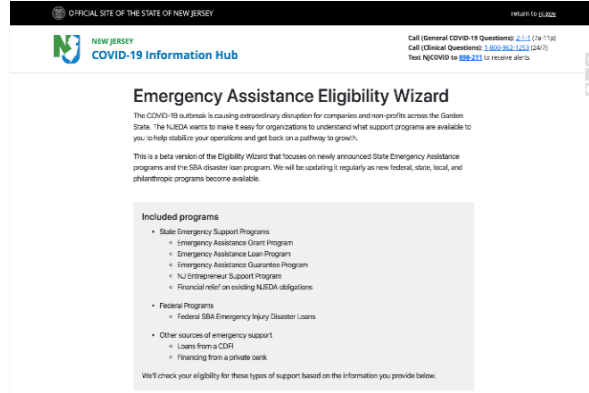 OFFICIAL SITE OF THE STATE OF NEW JERSEY
return to nj.gov
NEW JERSEY
COVID-19 Information Hub
Call (General COVID-19 Questions): 2-1-1 (7a-11p)
Call (Clinical Questions): 1-800-962-1253 (24/7)
Text NJCOVID to 898-211 to receive alerts
Emergency Assistance Eligibility Wizard
The COVID-19 outbreak is causing extraordinary disruption for companies and non-profits across the Garden
State. The NJEDA wants to make it easy for organizations to understand what support programs are available to
you to help stabilize your operations and get back on a pathway to growth.
This is a beta version of the Eligibility Wizard that focuses on newly announced State Emergency Assistance
programs and the SBA disaster loan program. We will be updating it regularly as new federal, state, local, and
philanthropic programs become available.
Included programs
• State Emergency Support Programs
◦ Emergency Assistance Grant Program
◦ Emergency Assistance Loan Program
◦ Emergency Assistance Guarantee Program
◦ NJ Entrepreneur Support Program
◦ Financial relief on existing NJEDA obligations
• Federal Programs
◦ Federal SBA Emergency Injury Disaster Loans
• Other sources of emergency support
◦ Loans from a CDFI
◦ Financing from a private bank
We'll check your eligibility for these types of support based on the information you provide below.